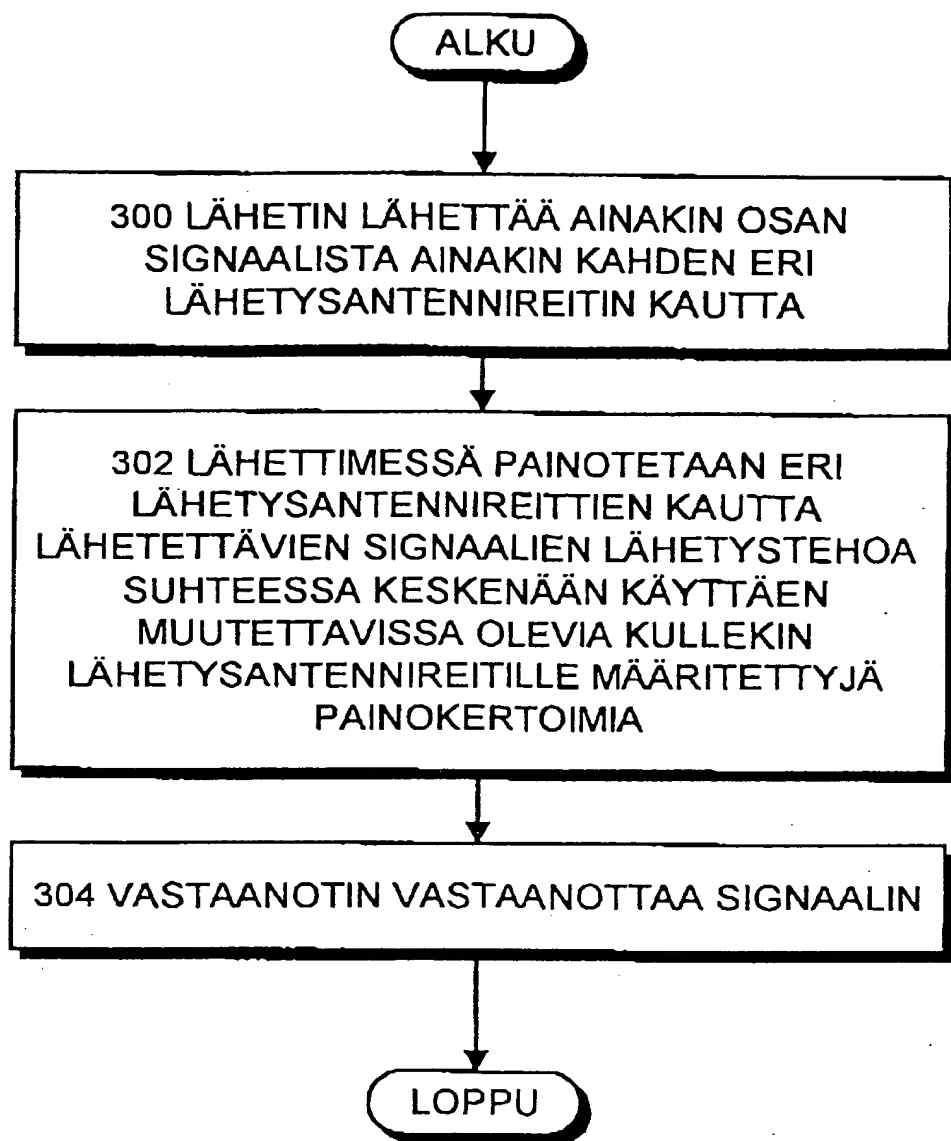 ALKU
300 LÄHETIN LÄHETTÄÄ AINAKIN OSAN
SIGNAALISTA AINAKIN KAHDEN ERI
LÄHETYSANTENNIREITIN KAUTTA
302 LÄHETTIMESSÄ PAINOTETAAN ERI
LÄHETYSANTENNIREITTIEN KAUTTA
LÄHETETTÄVIEN SIGNAALIEN LÄHETYSTEHOA
SUHTEESSA KESKENÄÄN KÄYTTÄEN
MUUTETTAVISSA OLEVIA KULLEKIN
LÄHETYSANTENNIREITILLE MÄÄRITETTYJÄ
PAINOKERTOIMIA
304 VASTAANOTIN VASTAANOTTAA SIGNAALIN
LOPPU